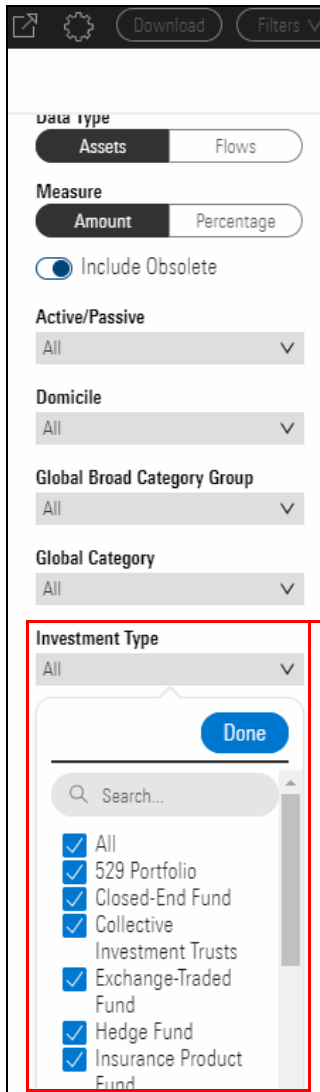 Download Filters
Data Type
Assets Flows
Measure
Amount Percentage
Include Obsolete
Active/Passive
All
Domicile
All
Global Broad Category Group
All
Global Category
All
Investment Type
All
Done
Search...
All
529 Portfolio
Closed-End Fund
Collective
Investment Trusts
Exchange-Traded
Fund
Hedge Fund
Insurance Product
Fund